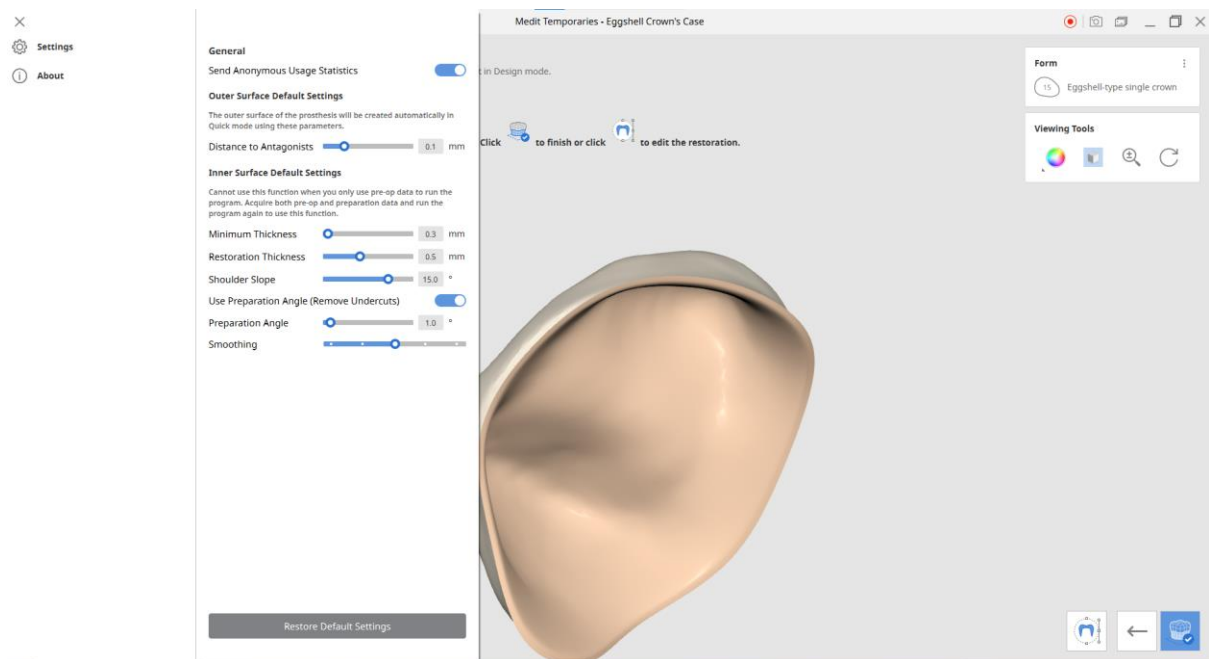 Medit Temporaries - Eggshell Crown's Case
Settings
About
General
Send Anonymous Usage Statistics
Outer Surface Default Settings
The outer surface of the prosthesis will be created automatically in
Quick mode using these parameters.
Distance to Antagonists 0.1 mm
Inner Surface Default Settings
Cannot use this function when you only use pre-op data to run the
program. Acquire both pre-op and preparation data and run the
program again to use this function.
Minimum Thickness 0.3 mm
Restoration Thickness 0.5 mm
Shoulder Slope 15.0 °
Use Preparation Angle (Remove Undercuts)
Preparation Angle 1.0 °
Smoothing
Restore Default Settings
in Design mode.
Click to finish or click to edit the restoration.
Form
15 Eggshell-type single crown
Viewing Tools